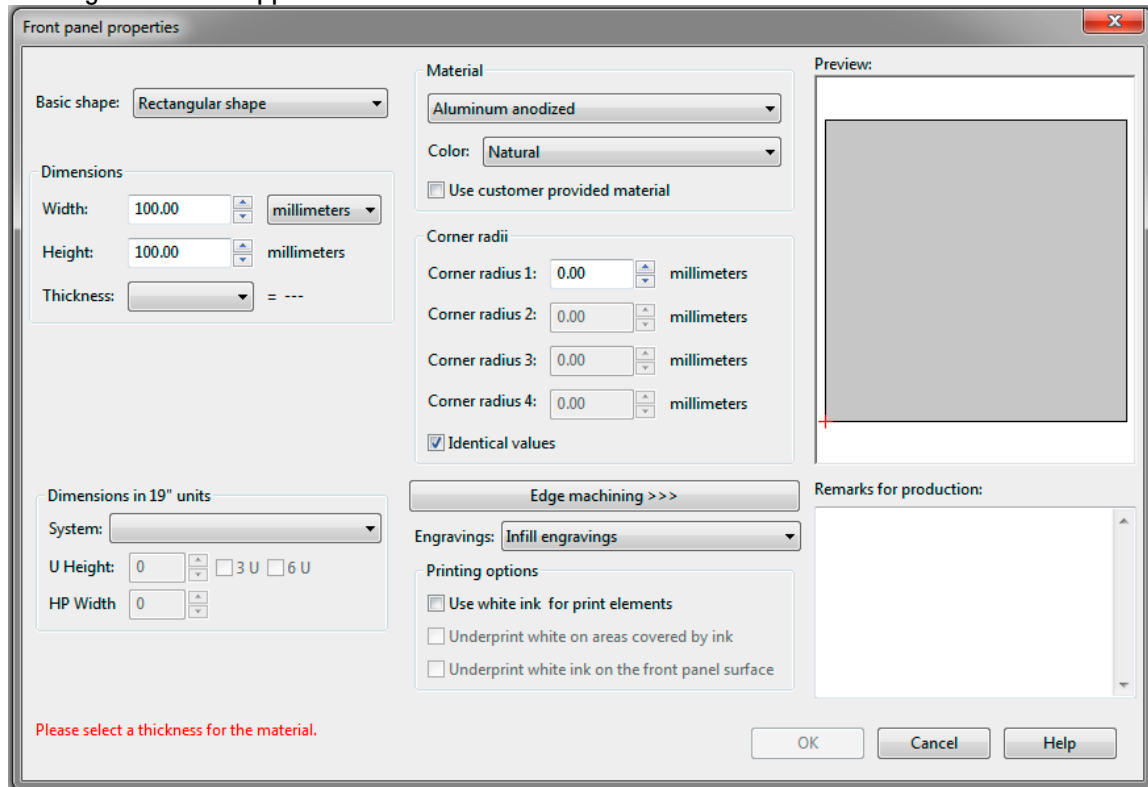 Front panel properties
Basic shape: Rectangular shape
Dimensions
Width: 100.00 millimeters
Height: 100.00 millimeters
Thickness: = ---
Dimensions in 19" units
System:
U Height: 0 3 U 6 U
HP Width 0
Material
Aluminum anodized
Color: Natural
Use customer provided material
Corner radii
Corner radius 1: 0.00 millimeters
Corner radius 2: 0.00 millimeters
Corner radius 3: 0.00 millimeters
Corner radius 4: 0.00 millimeters
Identical values
Edge machining >>>
Engravings: Infill engravings
Printing options
Use white ink for print elements
Underprint white on areas covered by ink
Underprint white ink on the front panel surface
Preview:
Remarks for production:
Please select a thickness for the material.
OK Cancel Help